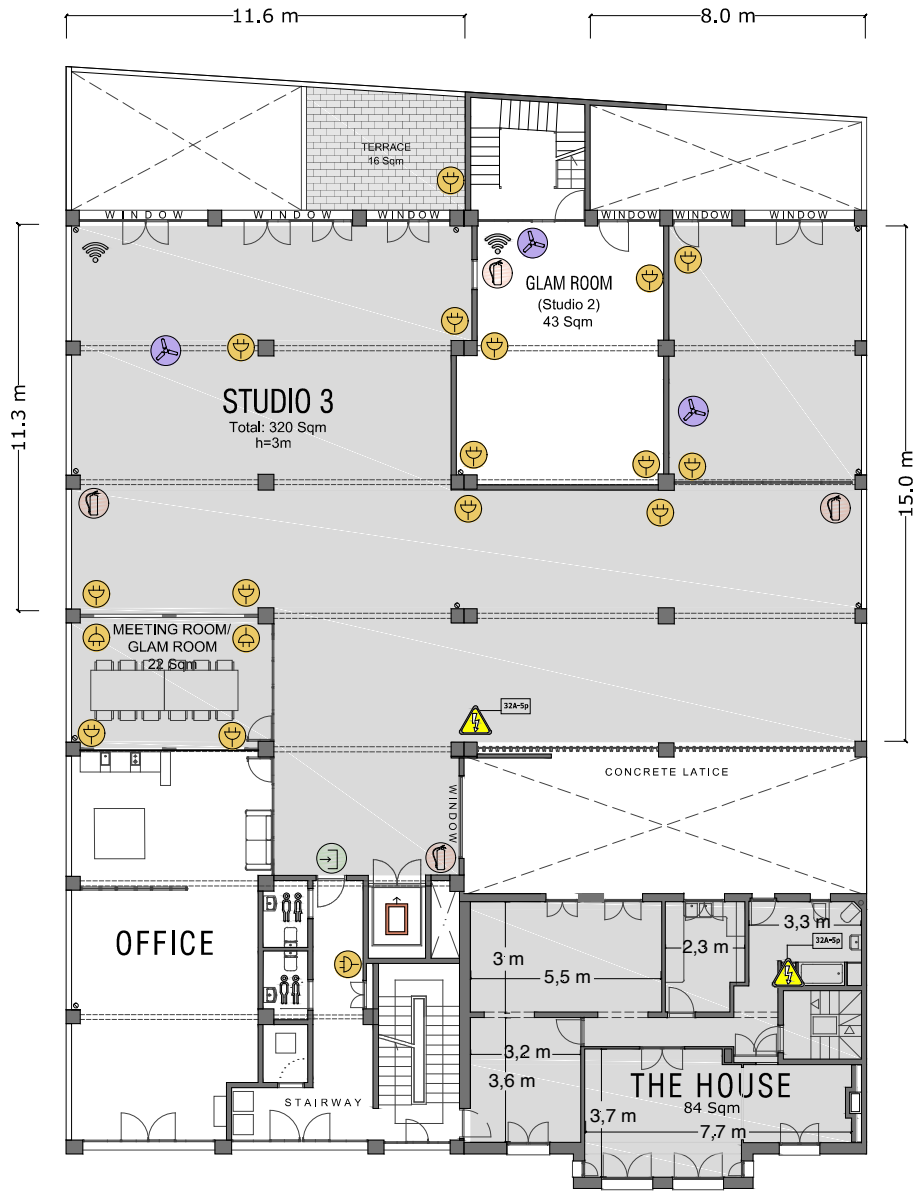 11.6 m
8.0 m
TERRACE
16 Sqm
WINDOW
WINDOW
WINDOW
WINDOW
WINDOW
WINDOW
GLAM ROOM
(Studio 2)
43 Sqm
11.3 m
STUDIO 3
Total: 320 Sqm
h=3m
15.0 m
MEETING ROOM/
GLAM ROOM
22 Sqm
32A-5p
CONCRETE LATICE
WINDOW
OFFICE
3 m
5,5 m
2,3 m
3,3 m
32A-5p
3,2 m
3,6 m
THE HOUSE
84 Sqm
3,7 m
7,7 m
STAIRWAY